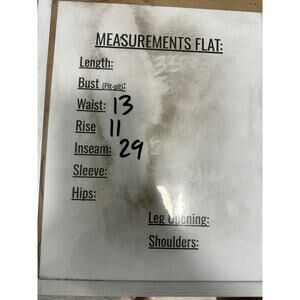 MEASUREMENTS FLAT:
Length:
Bust (Pit-pit):
Waist: 13
Rise 11
Inseam: 29
Sleeve:
Hips:
Leg Opening:
Shoulders: